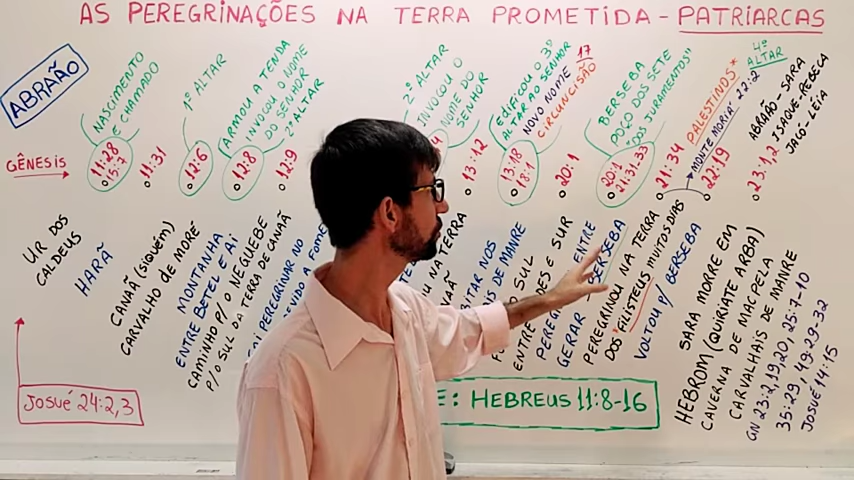 AS PEREGRINAÇÕES NA TERRA PROMETIDA - PATRIARCAS
ABRAÃO
NASCIMENTO
E CHAMADO
1º ALTAR
ARMOU A TENDA
INVOCOU O NOME
DO SENHOR
2º ALTAR
2º ALTAR
INVOCOU O
NOME DO
SENHOR
EDIFICOU O 3º
ALTAR AO SENHOR
NOVO NOME 17
CIRCUNCISÃO
BERSEBA
POÇO DOS SETE
"DOS JURAMENTOS"
PALESTINOS*
"MONTE MORIÁ" 22:2
4º
ALTAR
ABRAÃO - SARA
ISAQUE - REBECA
JACÓ - LÉIA
GÊNESIS
11:28
15:7
11:31
12:6
12:8
12:9
4
13:12
13:18
18:1
20:1
20:1
21:31.33
21:34
22:19
23:1,2
UR DOS
CALDEUS
HARÃ
CANAÃ (SIQUÉM)
CARVALHO DE MORÉ
MONTANHA
ENTRE BETEL E AI
CAMINHO P/ O NEGUEBE
P/ O SUL DA TERRA DE CANAÃ
PEREGRINAR NO
A FOME
NA TERRA
NOS
DE MANRE
SUL
ENTRE DES E SUR
GERAR ENTRE
BERSEBA
PEREGRINOU NA TERRA
DOS "FILISTEUS" MUITOS DIAS
VOLTOU P/ BERSEBA
SARA MORRE EM
HEBROM (QUIRIATE ARBA)
CAVERNA DE MACPELA
CARVALHAIS DE MANRE
GN 23:2,19,20, 25:7-10
35:29, 49:29-32
JOSUÉ 14:15
JOSUÉ 24:2,3
E: HEBREUS 11:8-16